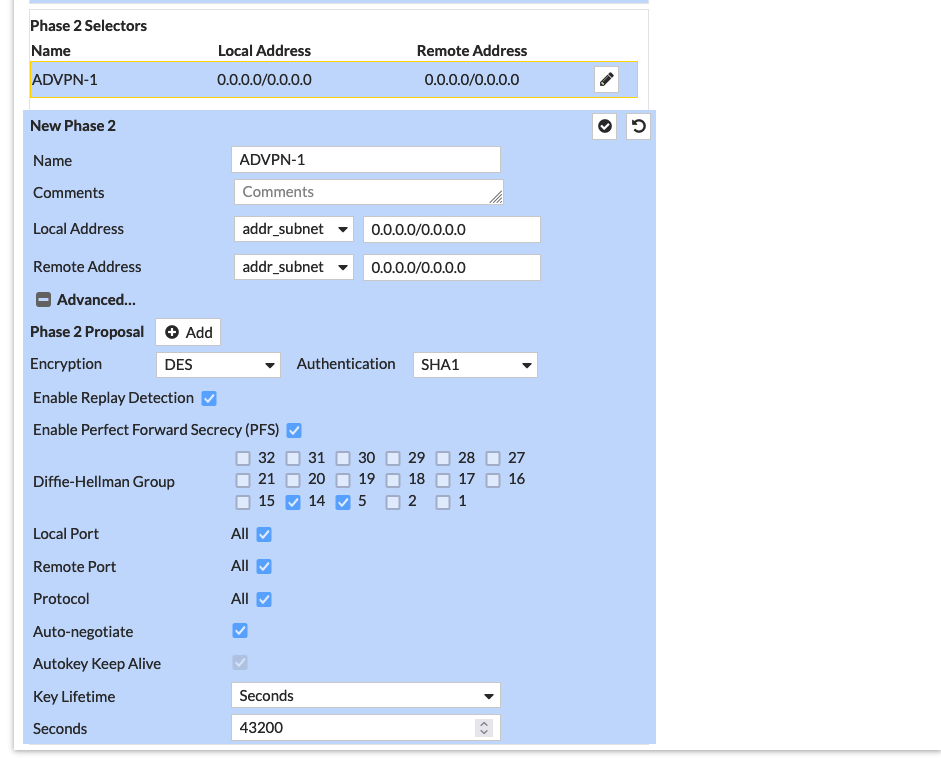 Phase 2 Selectors
Name Local Address Remote Address
ADVPN-1 0.0.0.0/0.0.0.0 0.0.0.0/0.0.0.0
New Phase 2
Name ADVPN-1
Comments Comments
Local Address addr_subnet 0.0.0.0/0.0.0.0
Remote Address addr_subnet 0.0.0.0/0.0.0.0
Advanced...
Phase 2 Proposal Add
Encryption DES Authentication SHA1
Enable Replay Detection
Enable Perfect Forward Secrecy (PFS)
32 31 30 29 28 27
Diffie-Hellman Group 21 20 19 18 17 16
15 14 5 2 1
Local Port All
Remote Port All
Protocol All
Auto-negotiate
Autokey Keep Alive
Key Lifetime Seconds
Seconds 43200